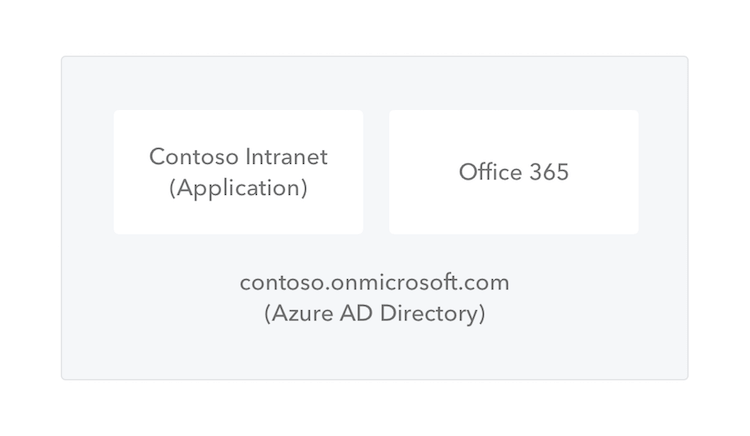 Contoso Intranet
(Application)
Office 365
contoso.onmicrosoft.com
(Azure AD Directory)